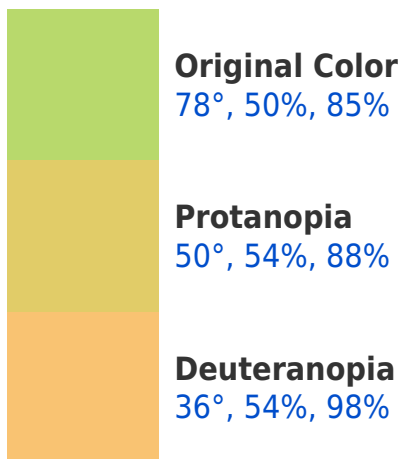 Original Color
78°, 50%, 85%
Protanopia
50°, 54%, 88%
Deuteranopia
36°, 54%, 98%